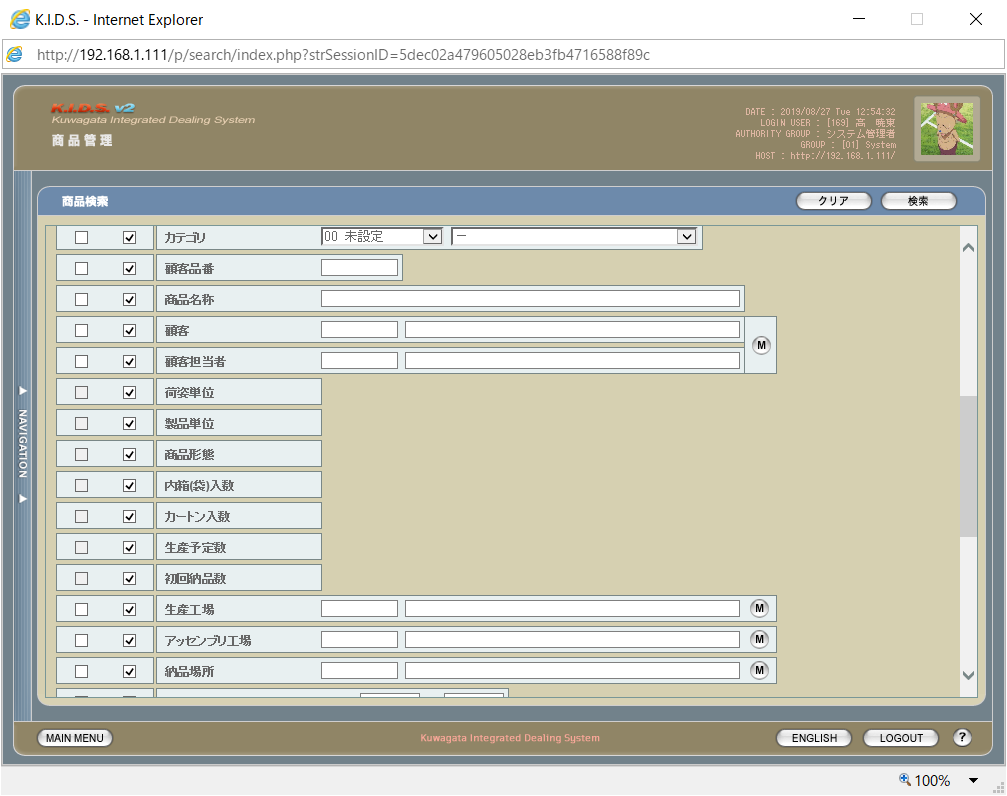 K.I.D.S. - Internet Explorer
http://192.168.1.111/p/search/index.php?strSessionID=5dec02a479605028eb3fb4716588f89c
K.I.D.S. v2
Kuwagata Integrated Dealing System
商品管理
DATE : 2019/08/27 Tue 12:54:32
LOGIN USER : [169] 高 暁東
AUTHORITY GROUP : システム管理者
GROUP : [01] System
HOST : http://192.168.1.111/
商品検索
クリア
検索
カテゴリ 00 未設定 ―
顧客品番
商品名称
顧客
M
顧客担当者
荷姿単位
製品単位
商品形態
NAVIGATION
内箱(袋)入数
カートン入数
生産予定数
初回納品数
生産工場 M
アッセンブリ工場 M
納品場所 M
MAIN MENU
Kuwagata Integrated Dealing System
ENGLISH
LOGOUT
?
100%